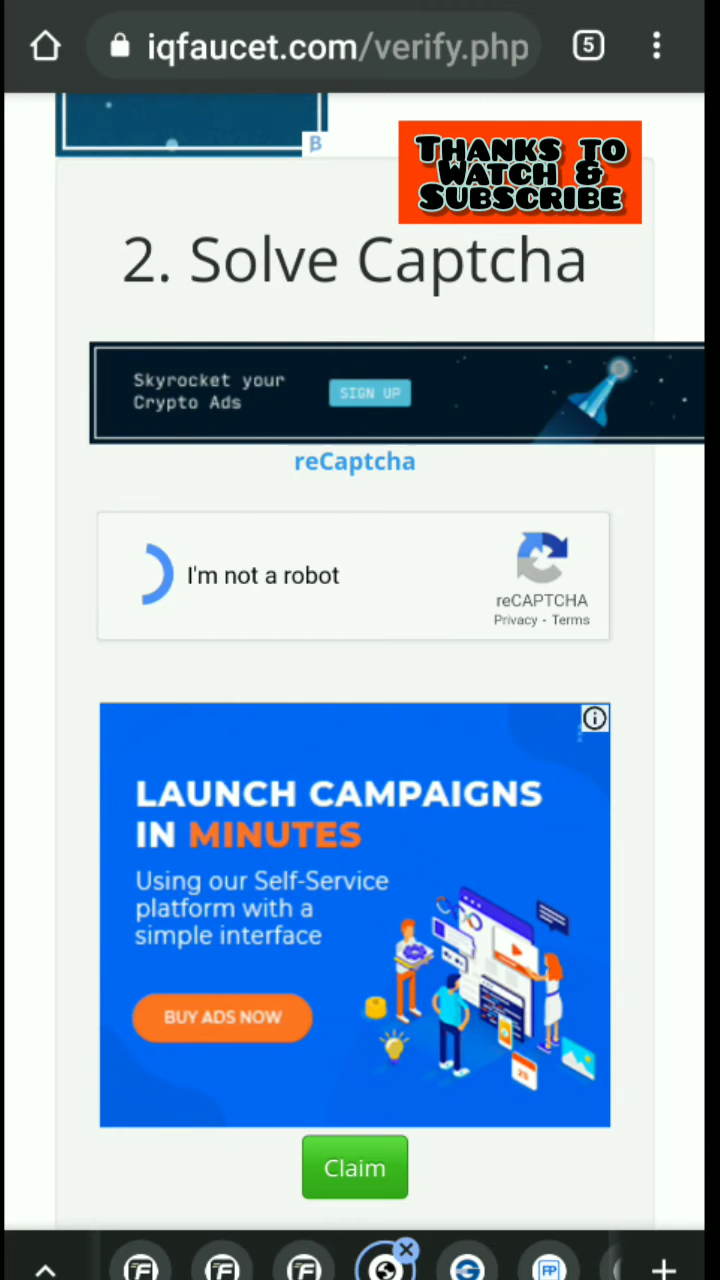 iqfaucet.com/verify.php
5
THANKS TO
WATCH &
SUBSCRIBE
2. Solve Captcha
Skyrocket your
Crypto Ads
SIGN UP
reCaptcha
I'm not a robot
reCAPTCHA
Privacy - Terms
LAUNCH CAMPAIGNS
IN MINUTES
Using our Self-Service
platform with a
simple interface
BUY ADS NOW
Claim